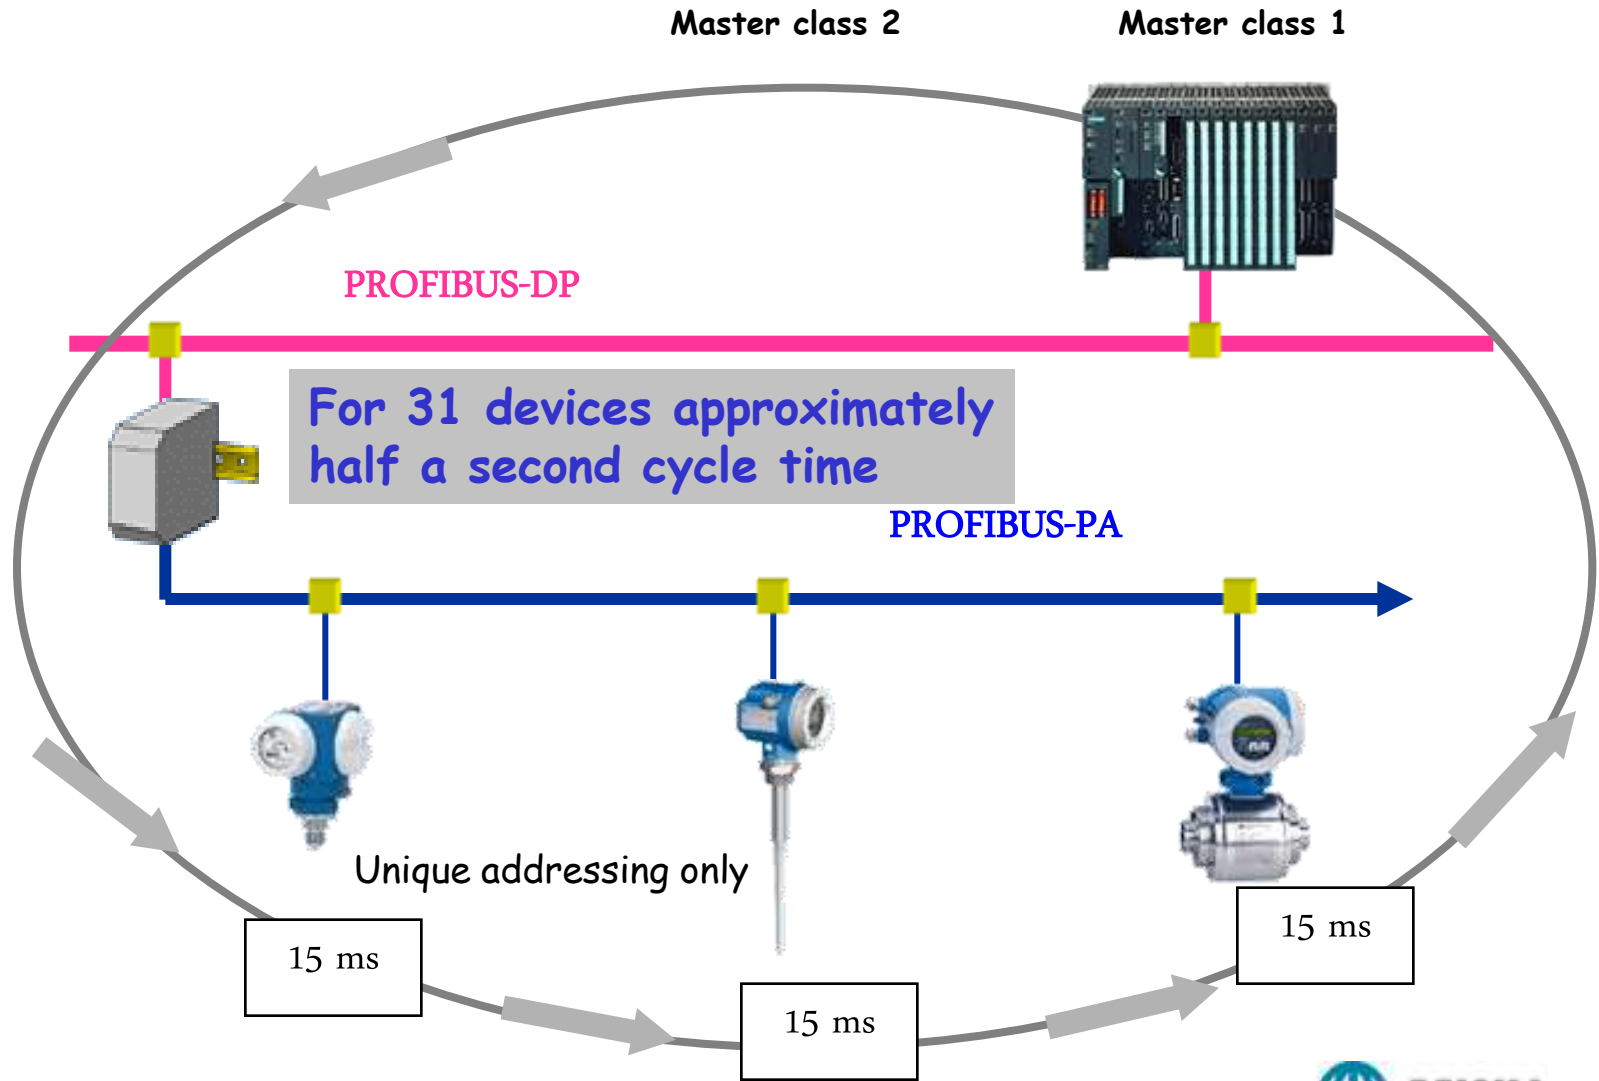 Master class 2
Master class 1
PROFIBUS-DP
For 31 devices approximately
half a second cycle time
PROFIBUS-PA
Unique addressing only
15 ms
15 ms
15 ms